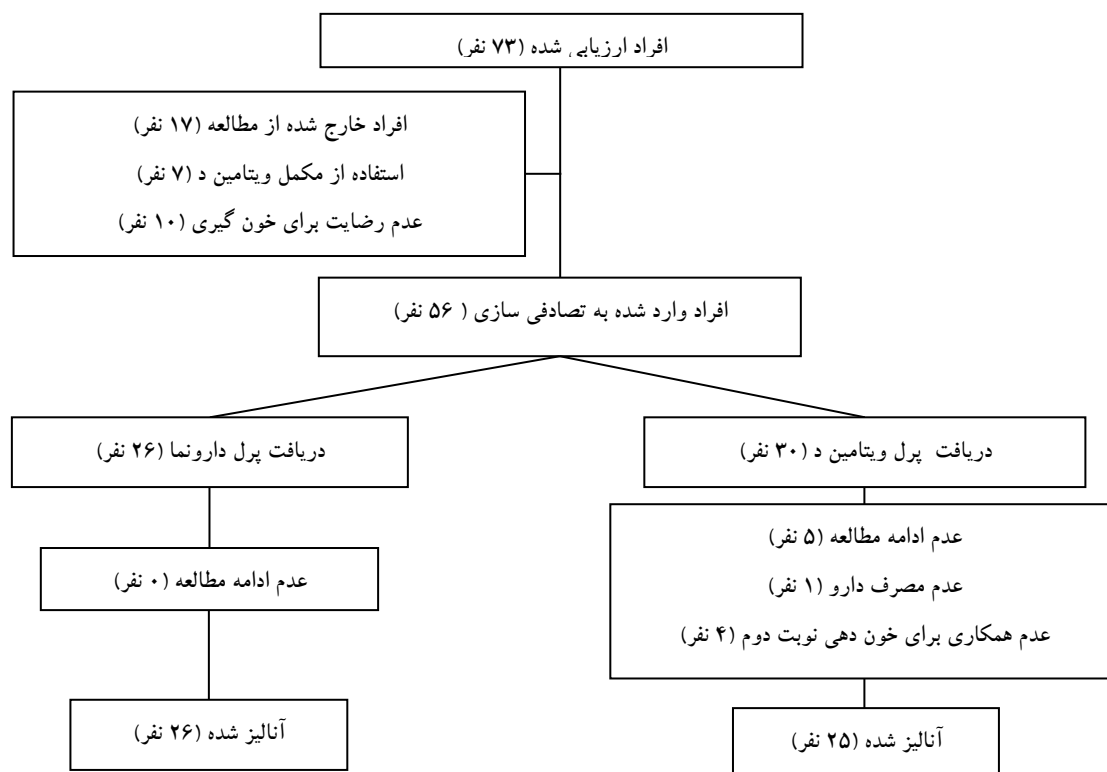 افراد ارزیابی شده (۷۳ نفر)
افراد خارج شده از مطالعه (۱۷ نفر)
استفاده از مکمل ویتامین د (۷ نفر)
عدم رضایت برای خون گیری (۱۰ نفر)
افراد وارد شده به تصادفی سازی ( ۵۶ نفر)
دریافت پرل ویتامین د (۳۰ نفر)
دریافت پرل دارونما (۲۶ نفر)
عدم ادامه مطالعه (۵ نفر)
عدم مصرف دارو (۱ نفر)
عدم همکاری برای خون دهی نوبت دوم (۴ نفر)
عدم ادامه مطالعه (۰ نفر)
آنالیز شده (۲۵ نفر)
آنالیز شده (۲۶ نفر)